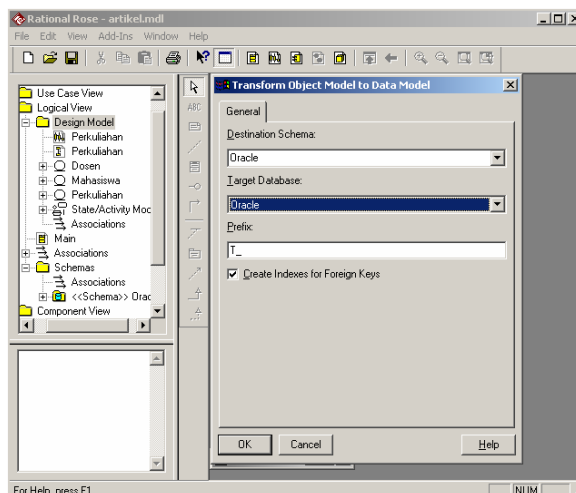 Rational Rose - artikel.mdl
File Edit View Add-Ins Window Help
Use Case View
Logical View
Design Model
Perkuliahan
Perkuliahan
Dosen
Mahasiswa
Perkuliahan
State/Activity Moc
Associations
Main
Associations
Schemas
Associations
<<Schema>> Orac
Component View
ABC
Transform Object Model to Data Model
General
Destination Schema:
Oracle
Target Database:
Oracle
Prefix:
T_
Create Indexes for Foreign Keys
OK Cancel Help
For Help, press F1 NUM